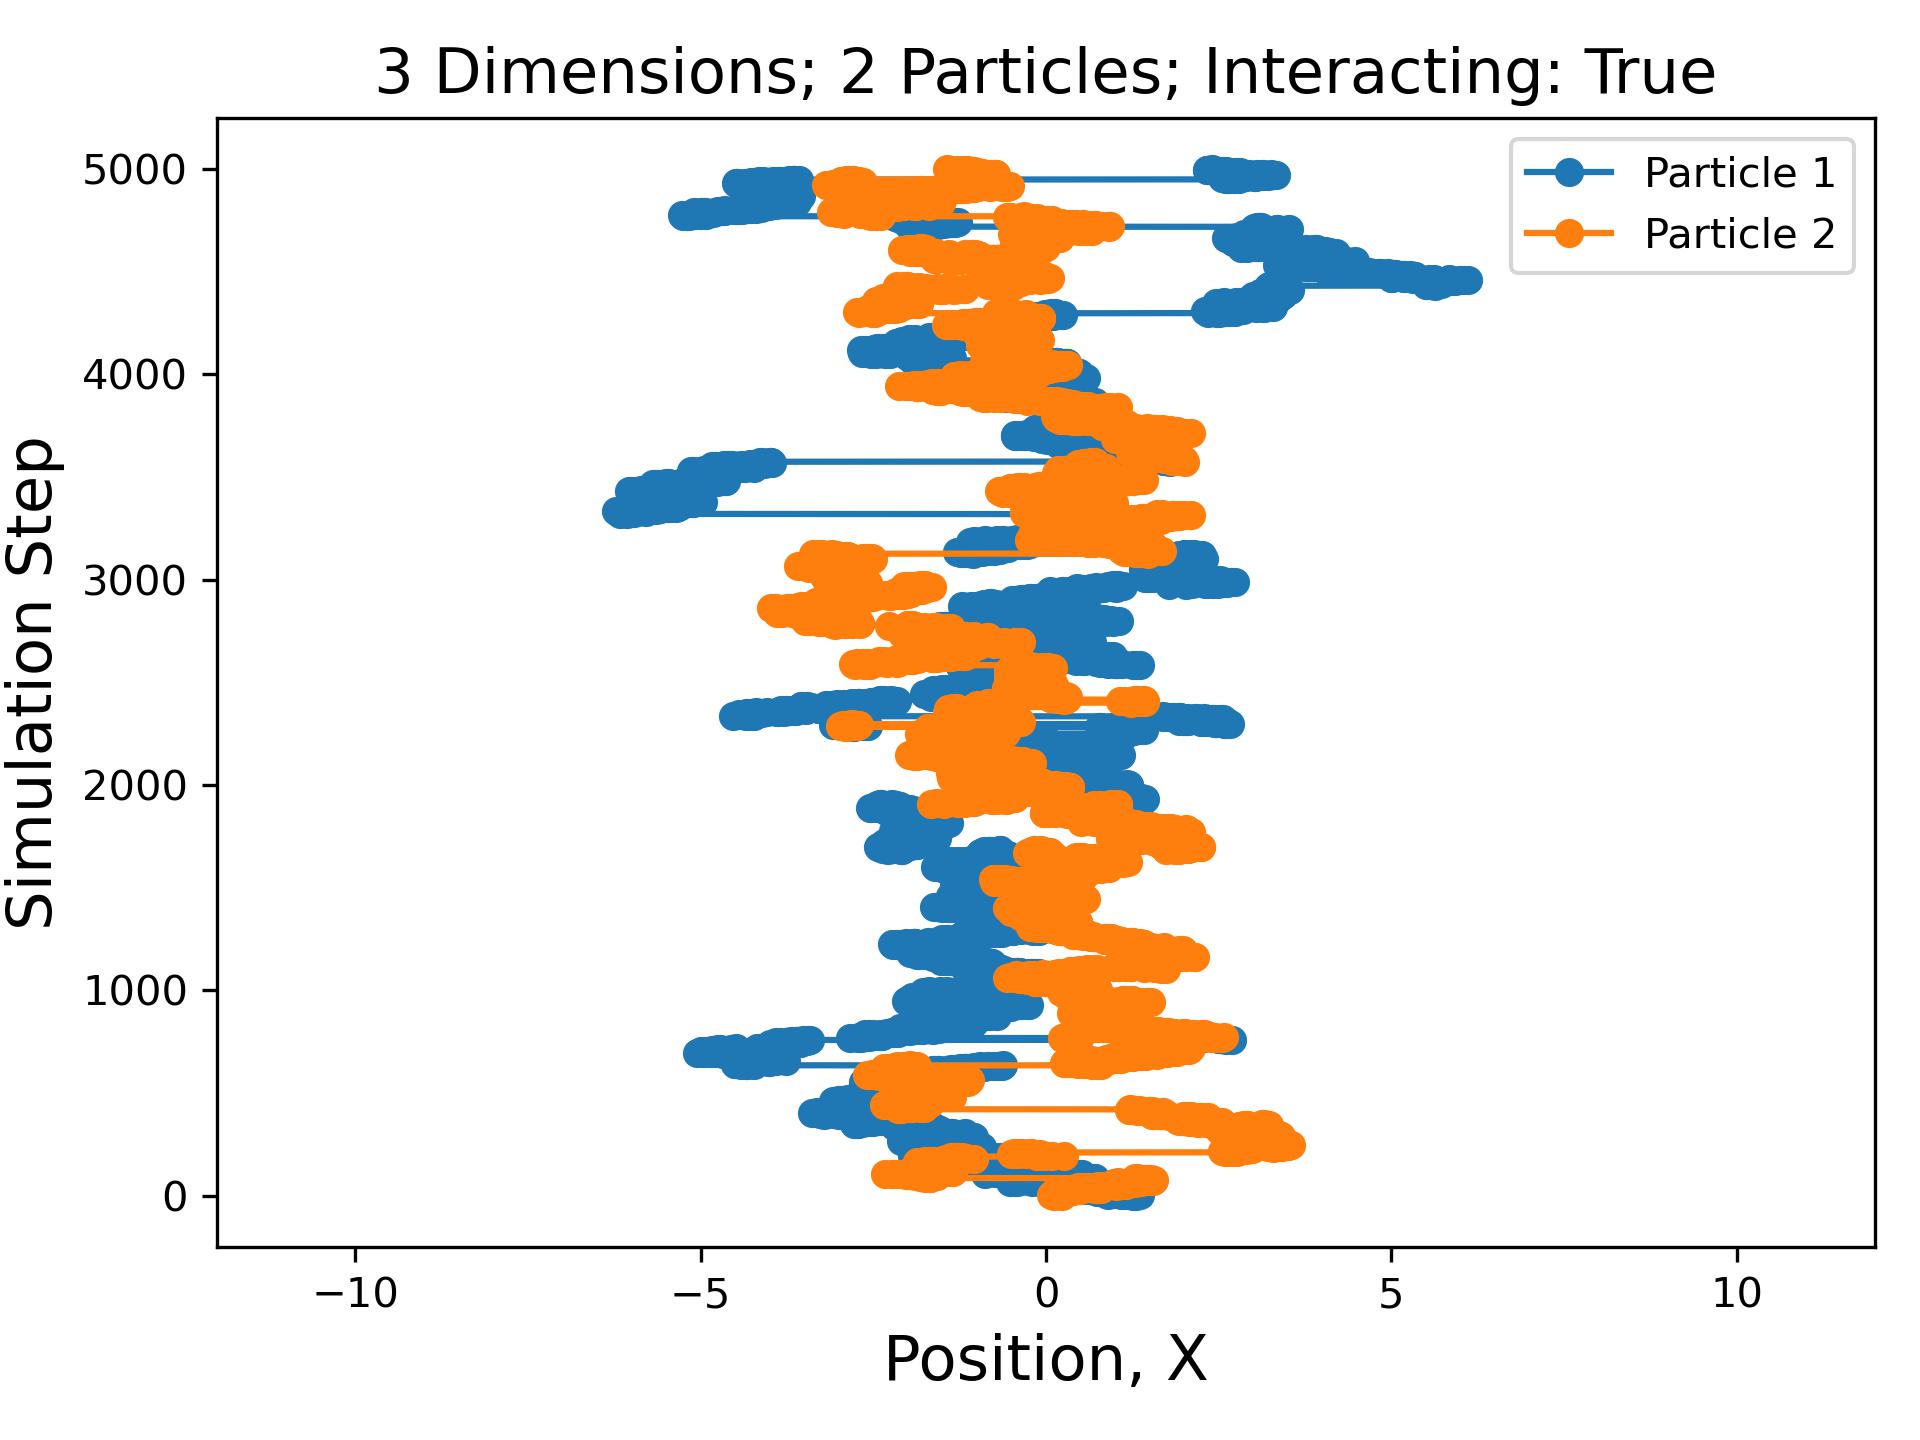 3 Dimensions; 2 Particles; Interacting: True
Particle 1
Particle 2
Simulation Step
5000
4000
3000
2000
1000
0
−10
−5
0
5
10
Position, X